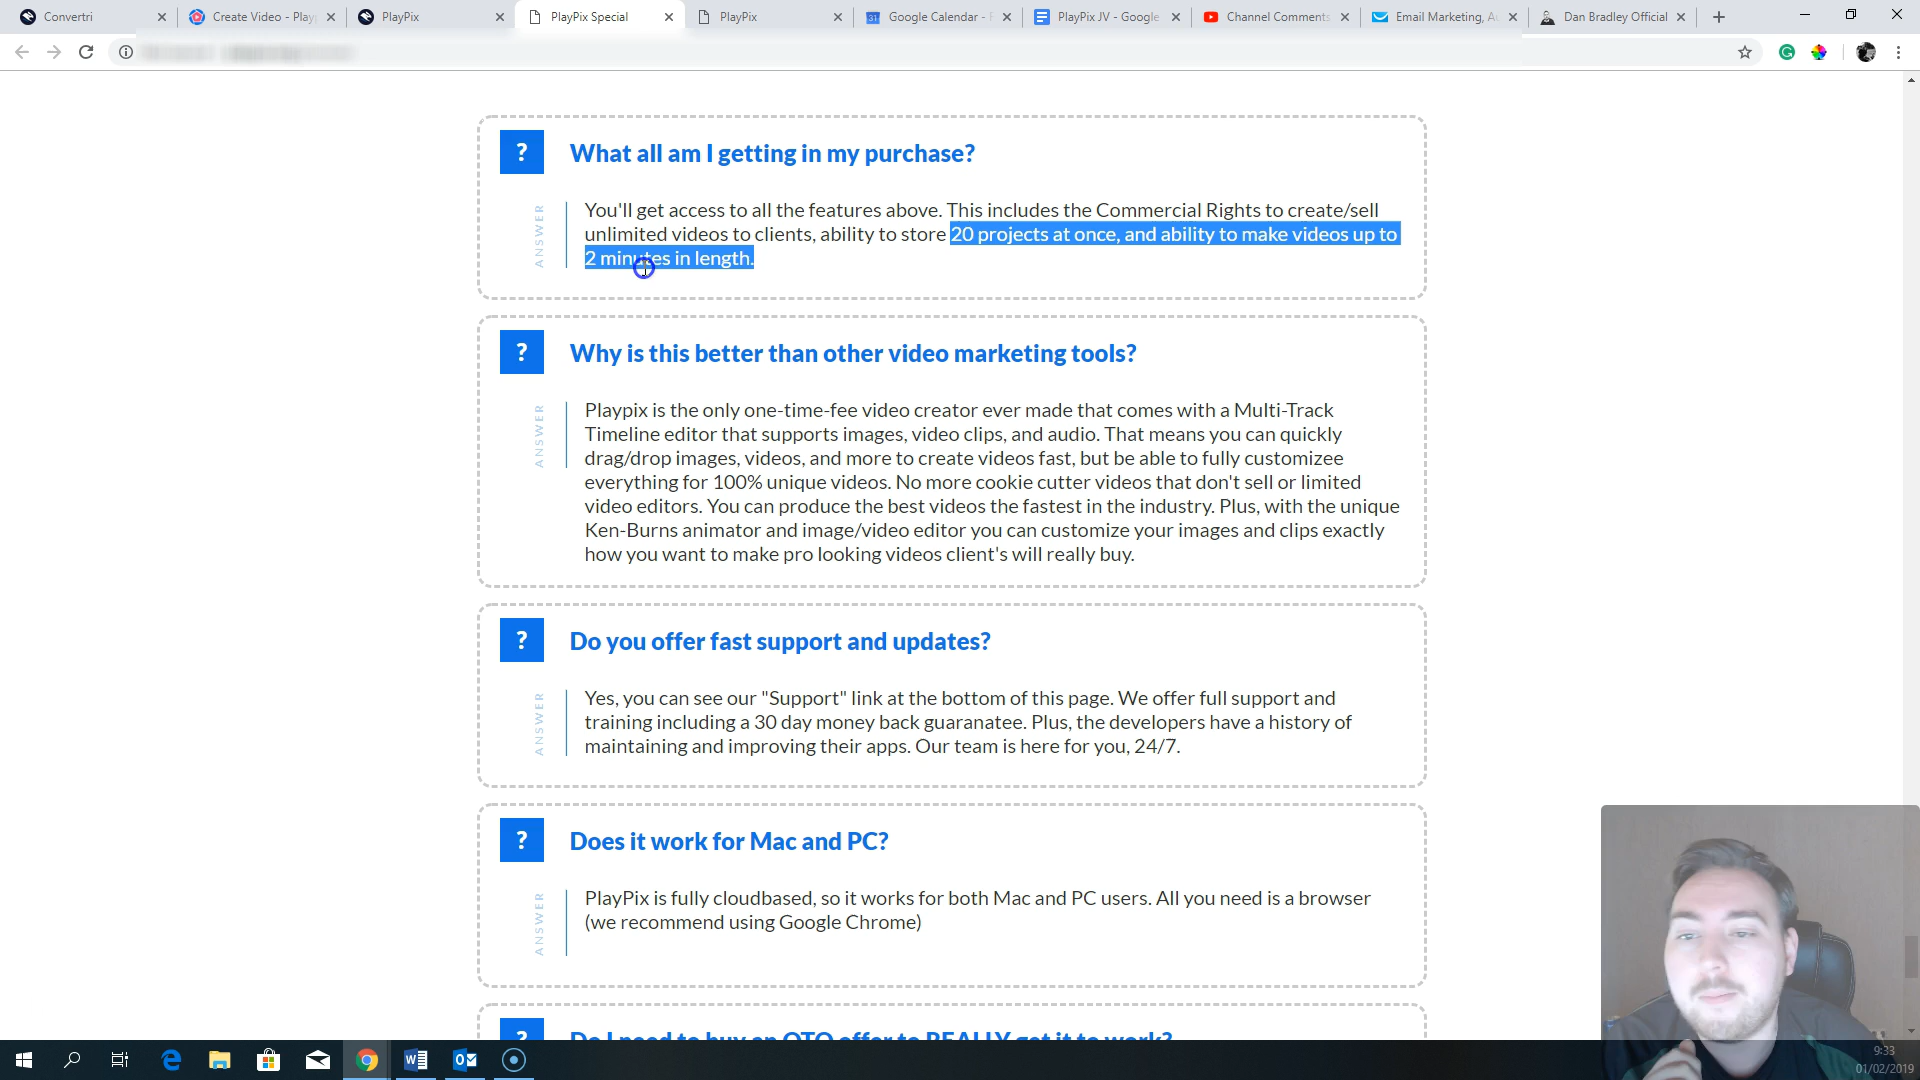 Convertri
Create Video - Play
PlayPix
PlayPix Special
PlayPix
Google Calendar - F
PlayPix JV - Google
Channel Comments
Email Marketing, A
Dan Bradley Official
?
What all am I getting in my purchase?
ANSWER
You'll get access to all the features above. This includes the Commercial Rights to create/sell
unlimited videos to clients, ability to store 20 projects at once, and ability to make videos up to
2 minutes in length.
?
Why is this better than other video marketing tools?
ANSWER
Playpix is the only one-time-fee video creator ever made that comes with a Multi-Track
Timeline editor that supports images, video clips, and audio. That means you can quickly
drag/drop images, videos, and more to create videos fast, but be able to fully customizee
everything for 100% unique videos. No more cookie cutter videos that don't sell or limited
video editors. You can produce the best videos the fastest in the industry. Plus, with the unique
Ken-Burns animator and image/video editor you can customize your images and clips exactly
how you want to make pro looking videos client's will really buy.
?
Do you offer fast support and updates?
ANSWER
Yes, you can see our "Support" link at the bottom of this page. We offer full support and
training including a 30 day money back guaranatee. Plus, the developers have a history of
maintaining and improving their apps. Our team is here for you, 24/7.
?
Does it work for Mac and PC?
ANSWER
PlayPix is fully cloudbased, so it works for both Mac and PC users. All you need is a browser
(we recommend using Google Chrome)
?
Do I need to buy an OTO offer to REALLY get it to work?
9:33
01/02/2019